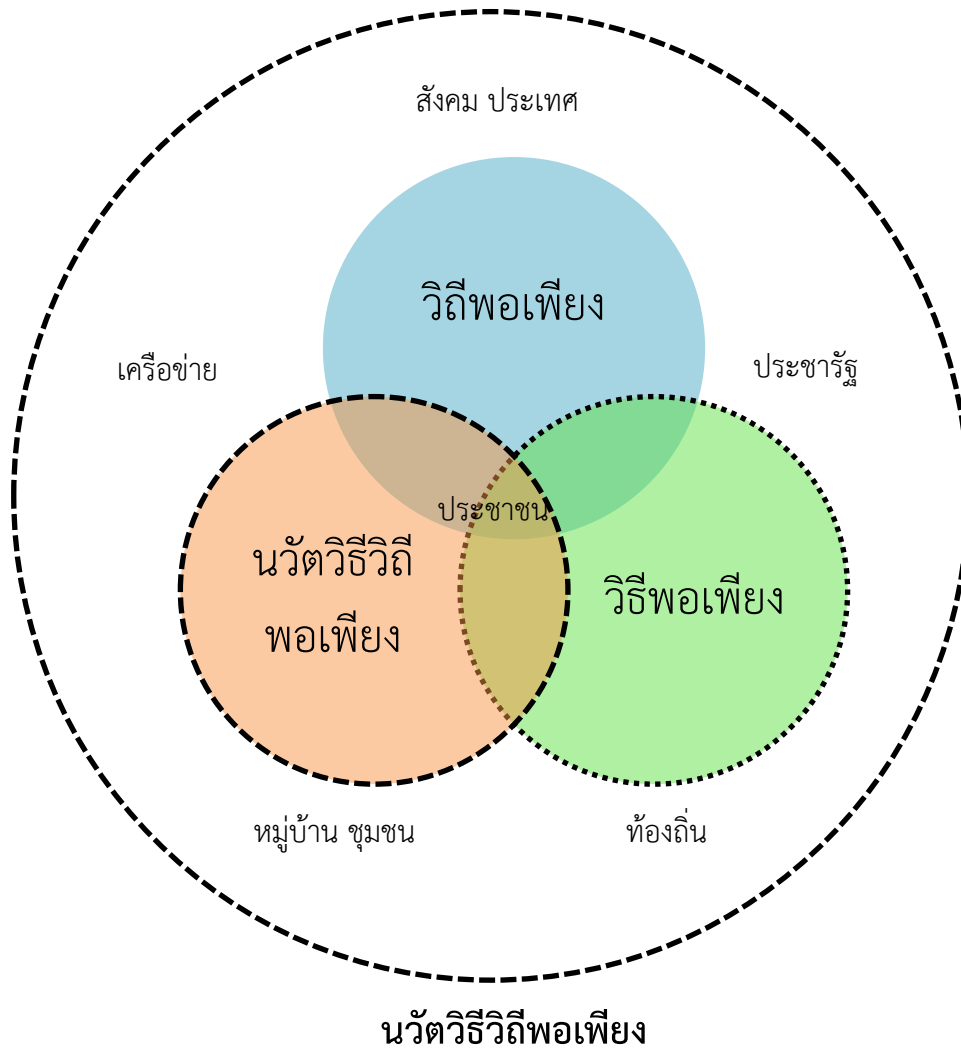 สังคม ประเทศ
วิถีพอเพียง
เครือข่าย
ประชารัฐ
ประชาชน
นวัตวิธีวิถี
พอเพียง
วิธีพอเพียง
หมู่บ้าน ชุมชน
ท้องถิ่น
นวัตวิธีวิถีพอเพียง